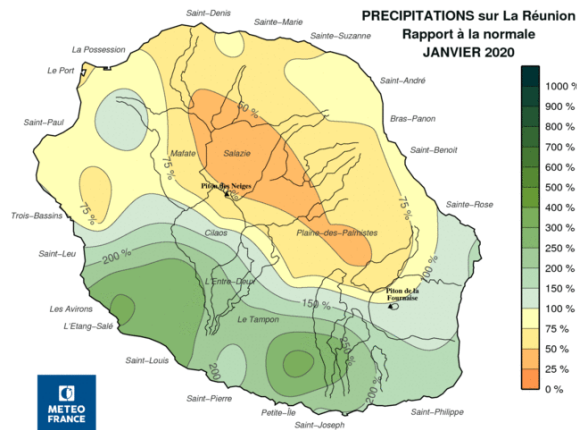 PRECIPITATIONS sur La Réunion
Rapport à la normale
JANVIER 2020
Saint-Denis
Sainte-Marie
Sainte-Suzanne
La Possession
Le Port
Saint-André
Saint-Paul
Bras-Panon
Saint-Benoit
Mafate
Salazie
Piton des Neiges
Trois-Bassins
Sainte-Rose
Cilaos
Plaine-des-Palmistes
Saint-Leu
L'Entre-Deux
Piton de la
Fournaise
Les Avirons
L'Etang-Salé
Le Tampon
Saint-Louis
Saint-Pierre
Petite-Île
Saint-Joseph
Saint-Philippe
50 %
75 %
75 %
75 %
100 %
150 %
200 %
200
250 %
1000 %
900 %
800 %
700 %
600 %
500 %
400 %
300 %
250 %
200 %
150 %
100 %
75 %
50 %
25 %
0 %
METEO
FRANCE